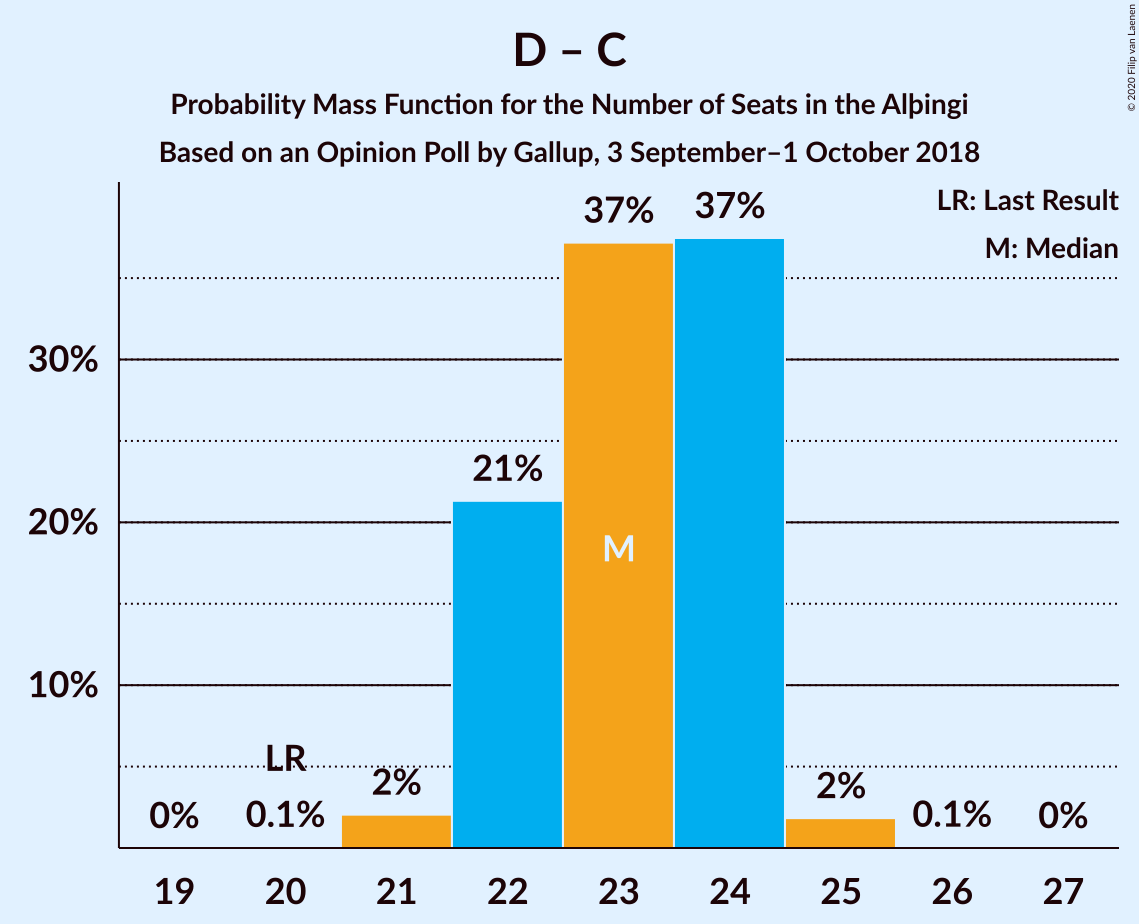 D – C
Probability Mass Function for the Number of Seats in the Alþingi
Based on an Opinion Poll by Gallup, 3 September–1 October 2018
© 2020 Filip van Laenen
LR: Last Result
M: Median
37%
37%
30%
21%
20%
M
10%
LR
2%
2%
0%
0.1%
0.1%
0%
19 20 21 22 23 24 25 26 27